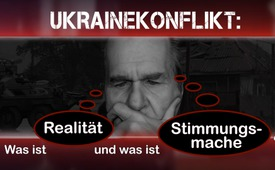 UKRAINEKONFLIKT:
Realität
Stimmungs-
mache
Was ist
und was ist